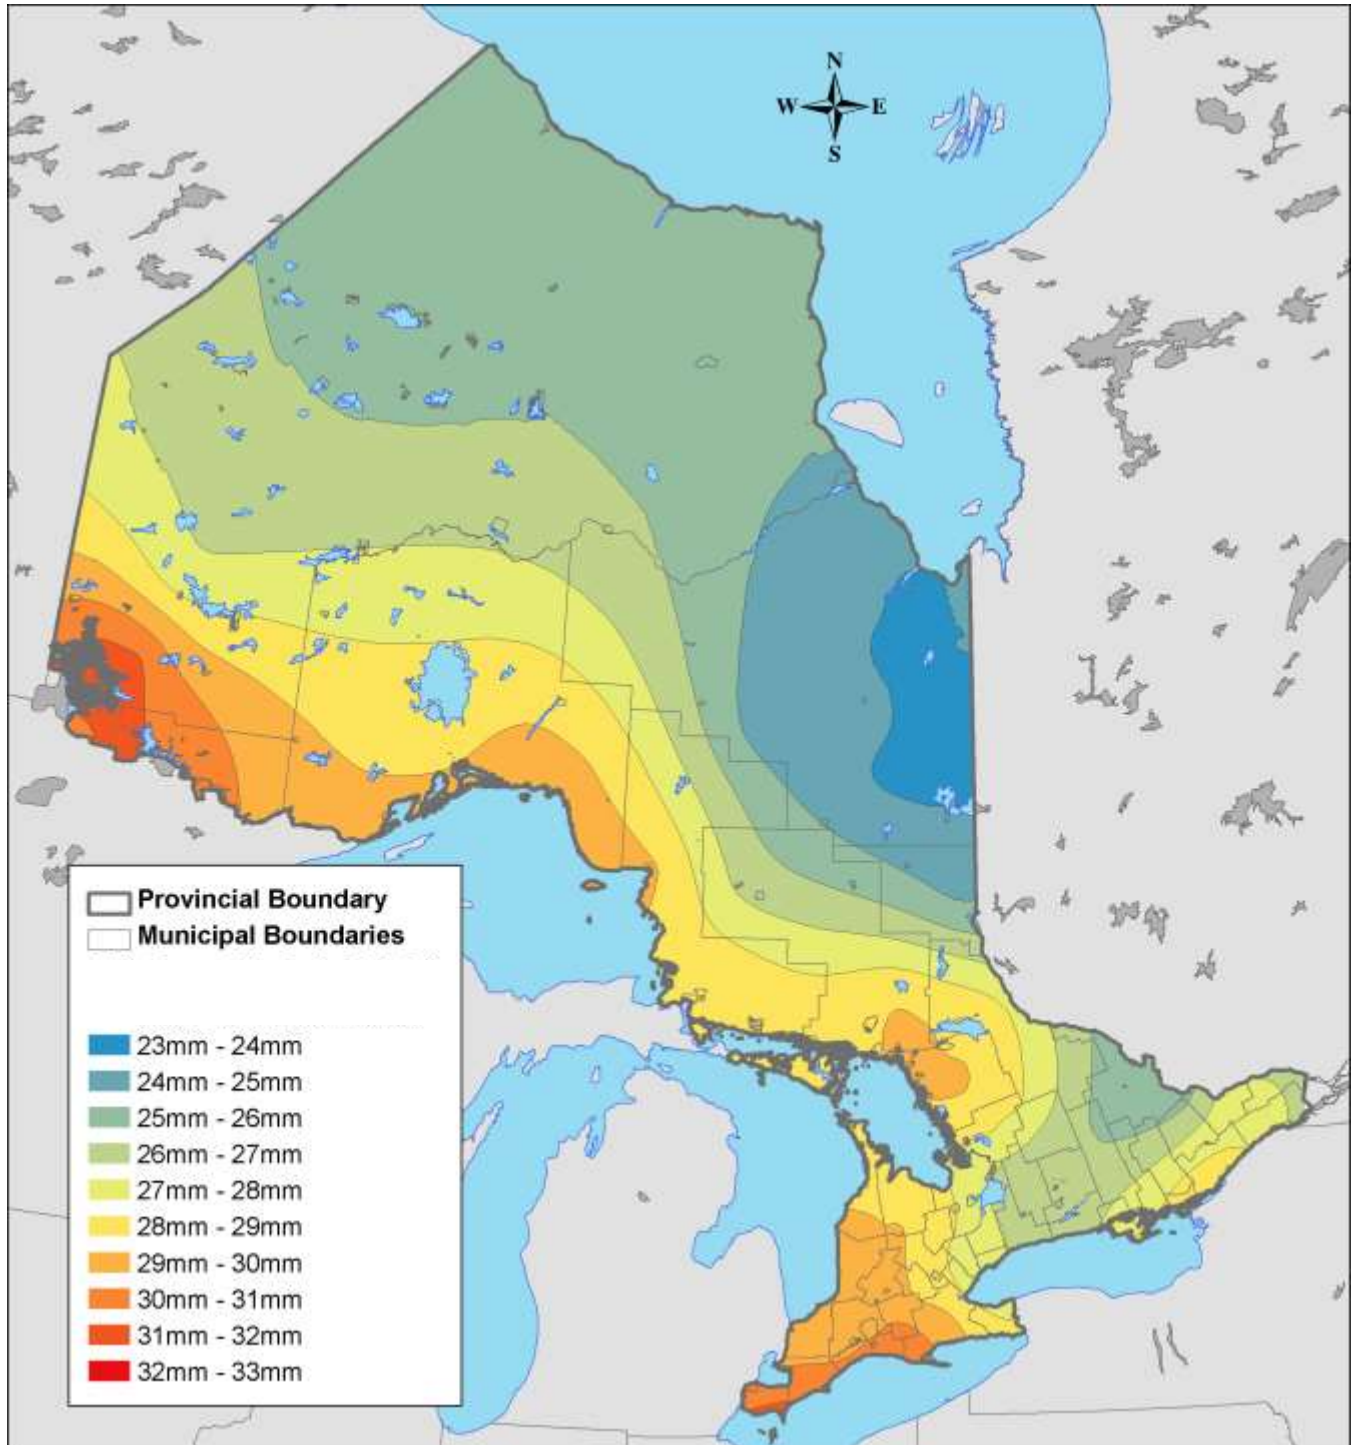 N
W E
S
Provincial Boundary
Municipal Boundaries
23mm - 24mm
24mm - 25mm
25mm - 26mm
26mm - 27mm
27mm - 28mm
28mm - 29mm
29mm - 30mm
30mm - 31mm
31mm - 32mm
32mm - 33mm